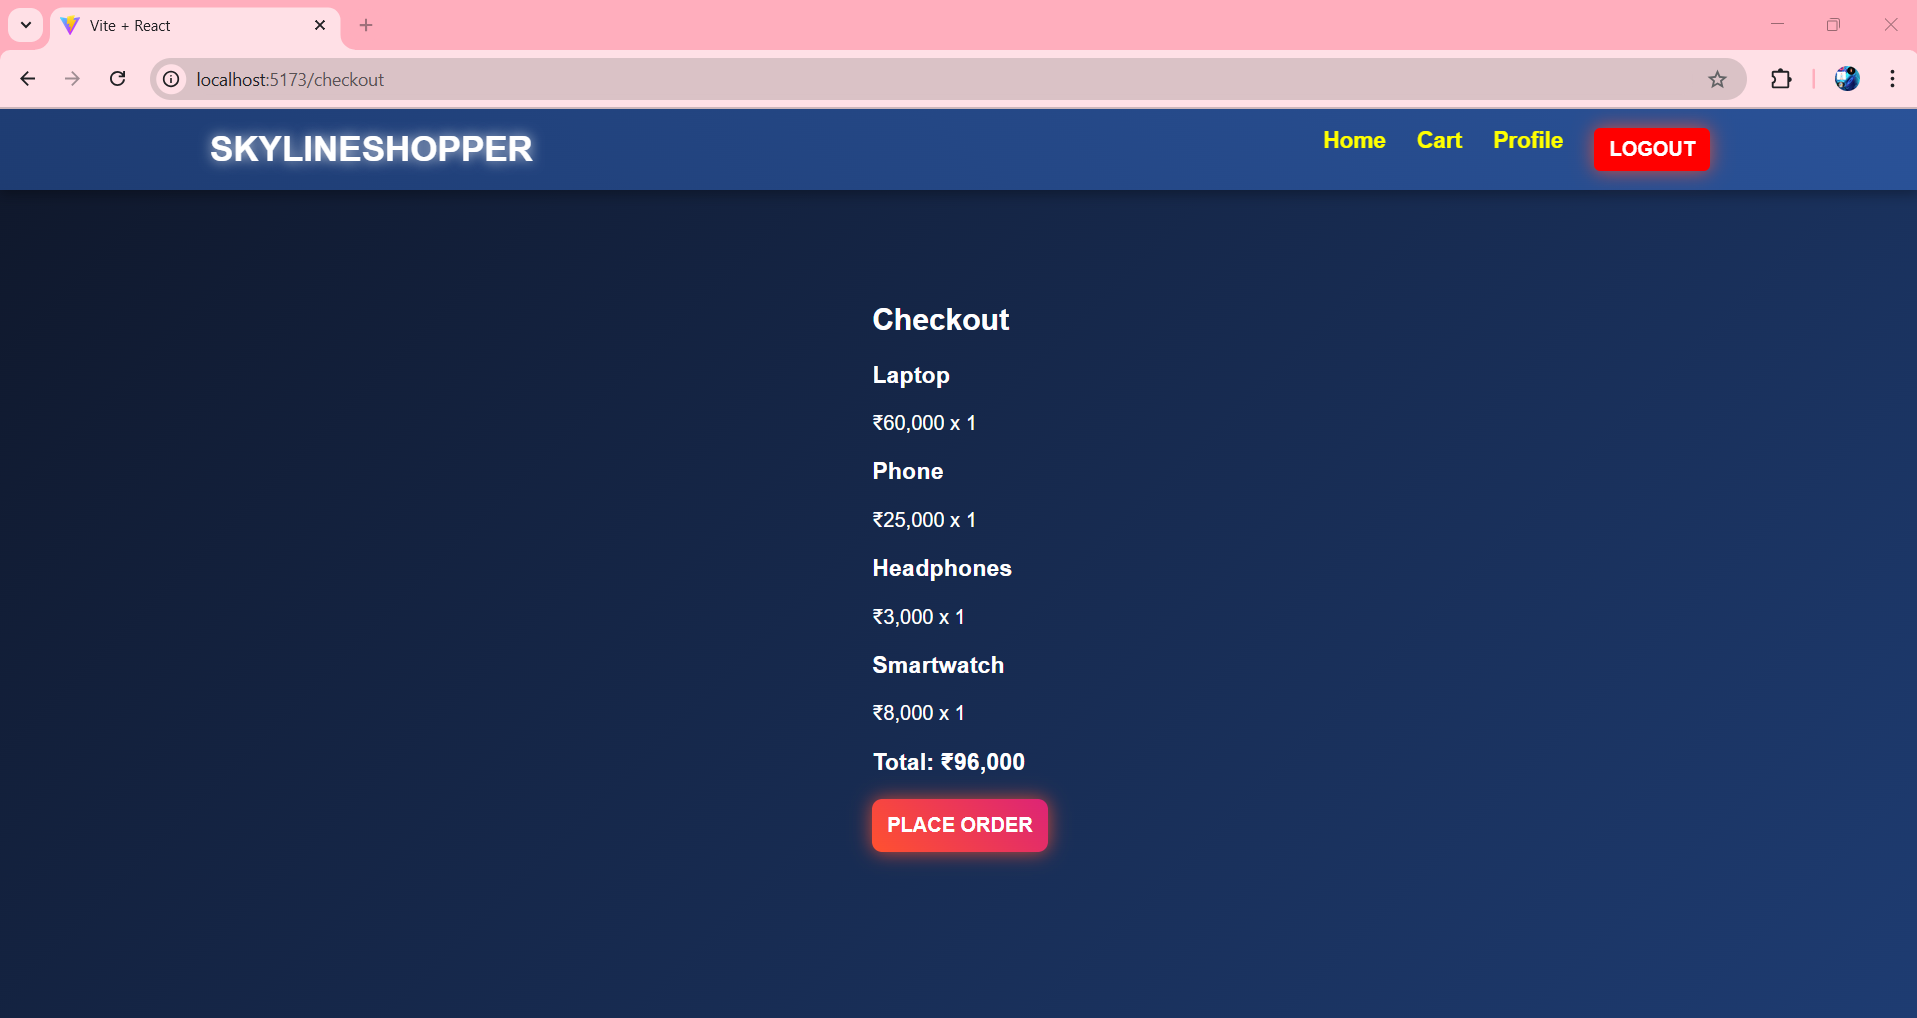 Vite + React
localhost:5173/checkout
SKYLINESHOPPER
Home Cart Profile LOGOUT
Checkout
Laptop
₹60,000 x 1
Phone
₹25,000 x 1
Headphones
₹3,000 x 1
Smartwatch
₹8,000 x 1
Total: ₹96,000
PLACE ORDER